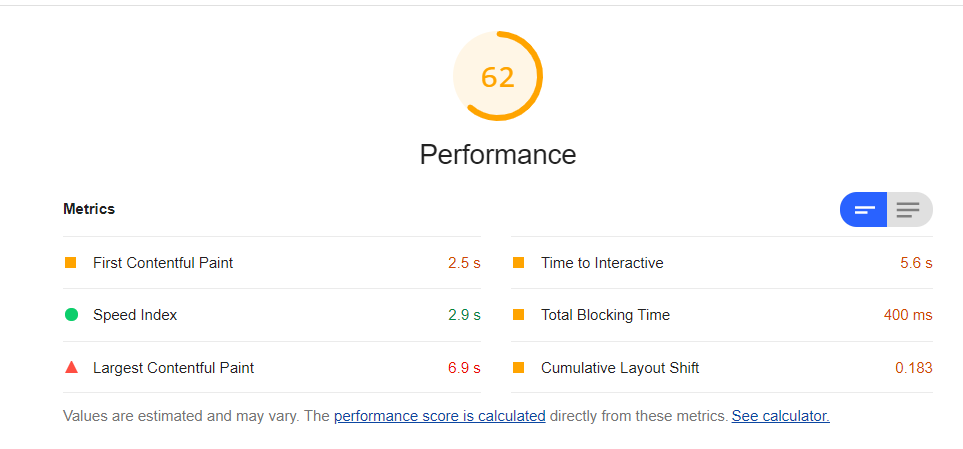 62
Performance
Metrics
First Contentful Paint 2.5 s
Time to Interactive 5.6 s
Speed Index 2.9 s
Total Blocking Time 400 ms
Largest Contentful Paint 6.9 s
Cumulative Layout Shift 0.183
Values are estimated and may vary. The performance score is calculated directly from these metrics. See calculator.